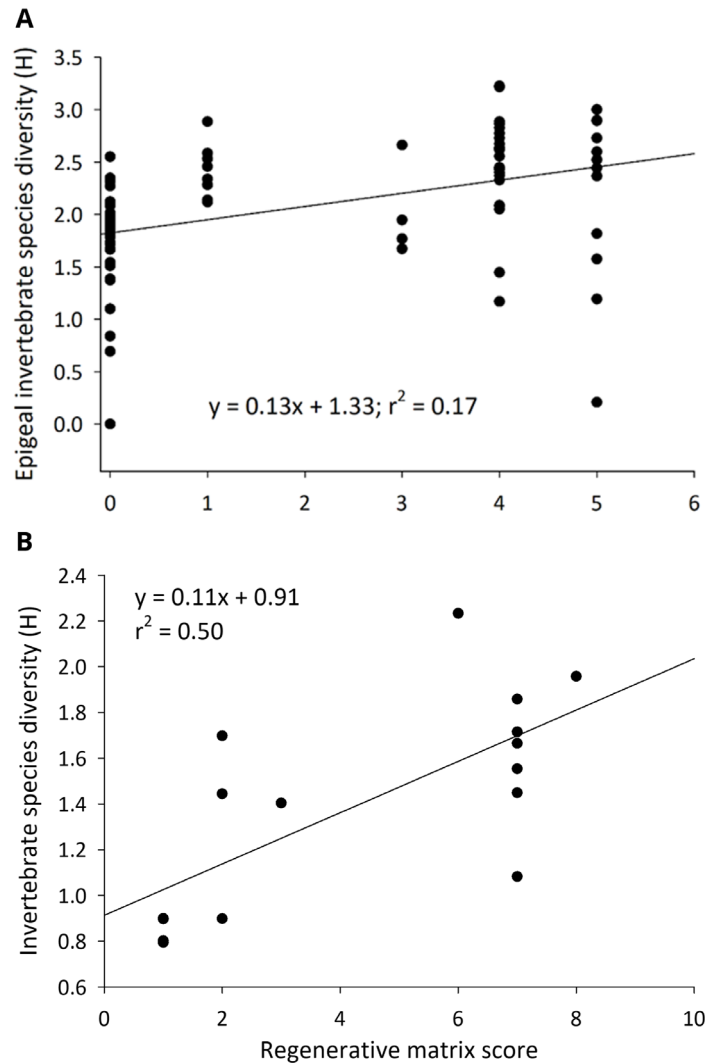 A
Epigeal invertebrate species diversity (H)
3.5
3.0
2.5
2.0
1.5
1.0
0.5
0.0
y = 0.13x + 1.33; r² = 0.17
0 1 2 3 4 5 6
B
Invertebrate species diversity (H)
2.4
2.2
2.0
1.8
1.6
1.4
1.2
1.0
0.8
0.6
y = 0.11x + 0.91
r² = 0.50
0 2 4 6 8 10
Regenerative matrix score